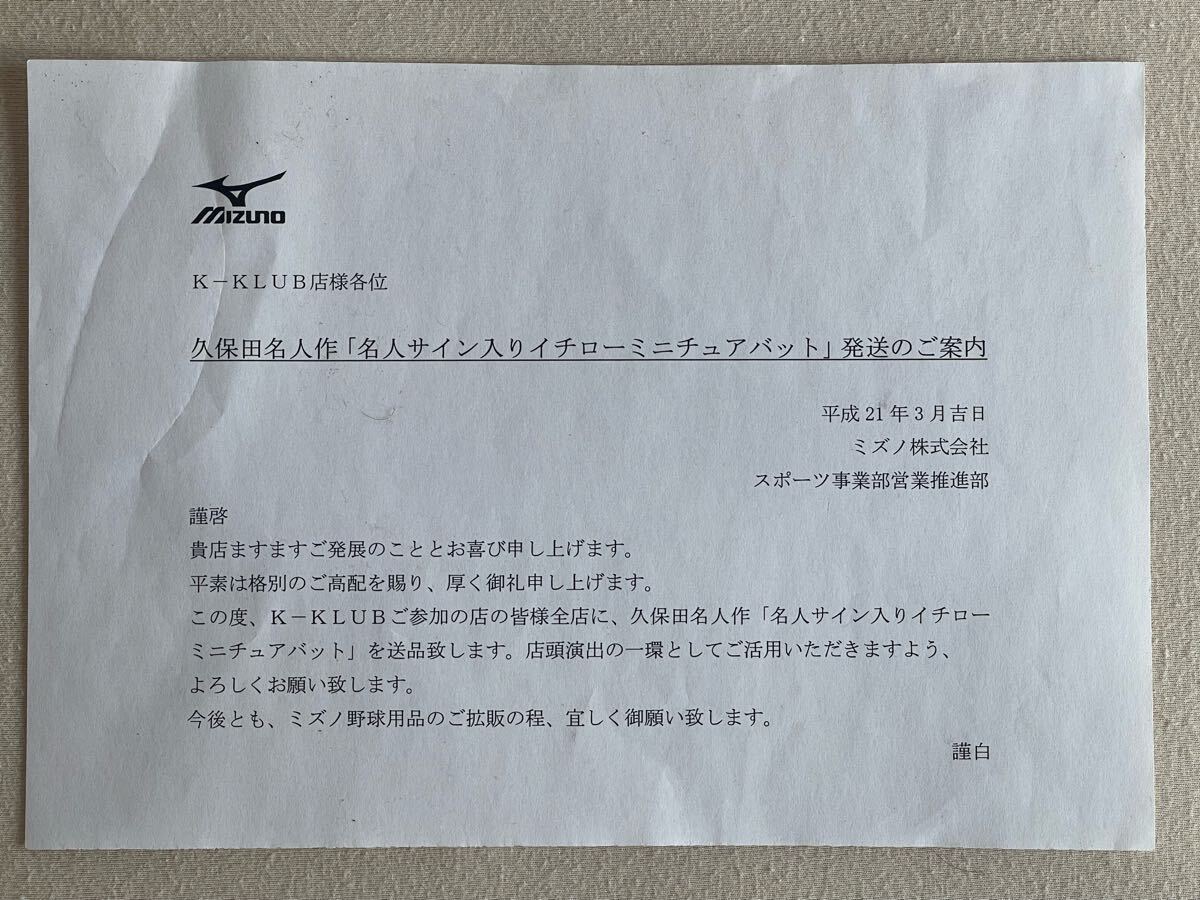 MIZUNO
K－KLUB店様各位
久保田名人作「名人サイン入りイチローミニチュアバット」発送のご案内
平成21年3月吉日
ミズノ株式会社
スポーツ事業部営業推進部
謹啓
貴店ますますご発展のこととお喜び申し上げます。
平素は格別のご高配を賜り、厚く御礼申し上げます。
この度、K－KLUBご参加の店の皆様全店に、久保田名人作「名人サイン入りイチロー
ミニチュアバット」を送品致します。店頭演出の一環としてご活用いただきますよう、
よろしくお願い致します。
今後とも、ミズノ野球用品のご拡販の程、宜しく御願い致します。
謹白